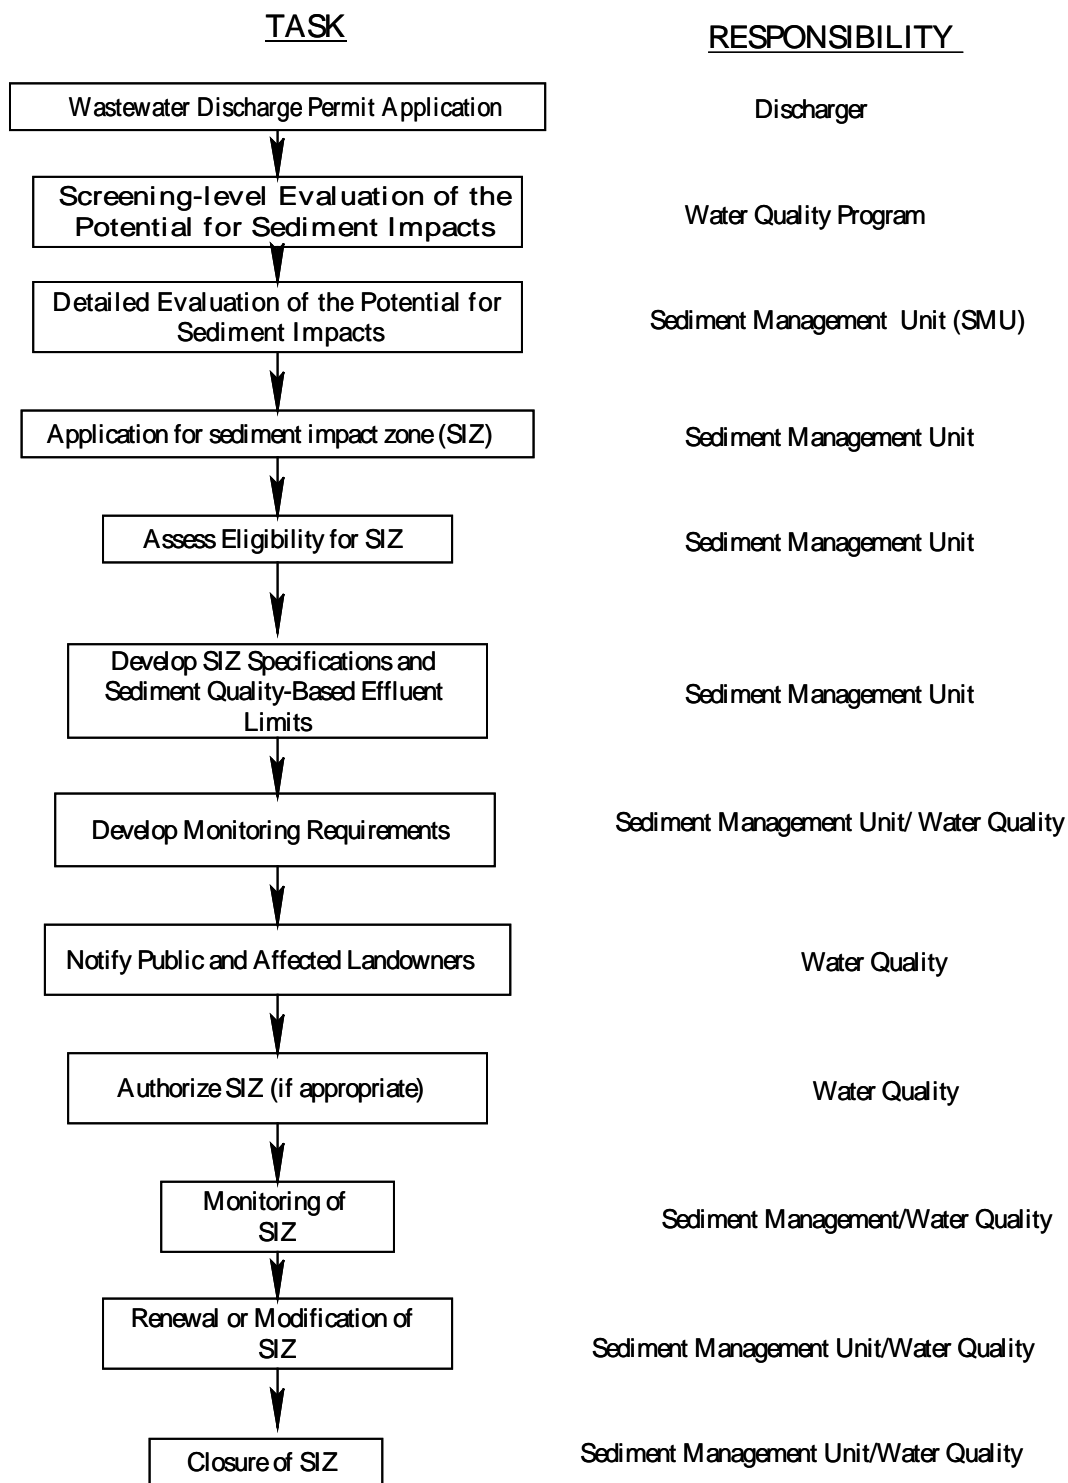 TASK
RESPONSIBILITY
Wastewater Discharge Permit Application
Discharger
Screening-level Evaluation of the
Potential for Sediment Impacts
Water Quality Program
Detailed Evaluation of the Potential for
Sediment Impacts
Sediment Management Unit (SMU)
Application for sediment impact zone (SIZ)
Sediment Management Unit
Assess Eligibility for SIZ
Sediment Management Unit
Develop SIZ Specifications and
Sediment Quality-Based Effluent
Limits
Sediment Management Unit
Develop Monitoring Requirements
Sediment Management Unit/ Water Quality
Notify Public and Affected Landowners
Water Quality
Authorize SIZ (if appropriate)
Water Quality
Monitoring of
SIZ
Sediment Management/Water Quality
Renewal or Modification of
SIZ
Sediment Management Unit/Water Quality
Closure of SIZ
Sediment Management Unit/Water Quality